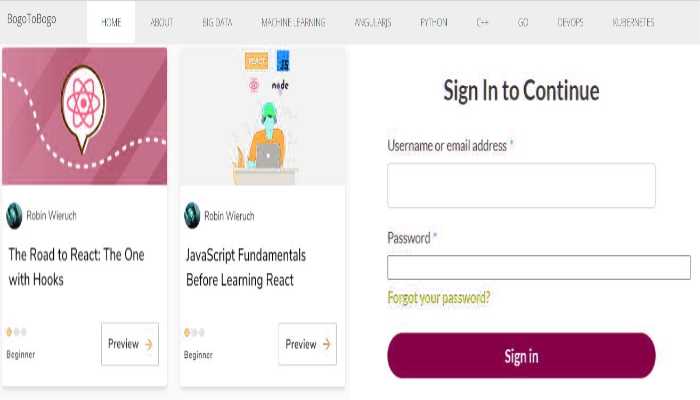 BogoToBogo
HOME ABOUT BIG DATA MACHINE LEARNING ANGULARJS PYTHON C++ GO DEVOPS KUBERNETES
REACT JS
node
Robin Wieruch
The Road to React: The One
with Hooks
Beginner
Preview →
Robin Wieruch
JavaScript Fundamentals
Before Learning React
Beginner
Preview →
Sign In to Continue
Username or email address *
Password *
Forgot your password?
Sign in